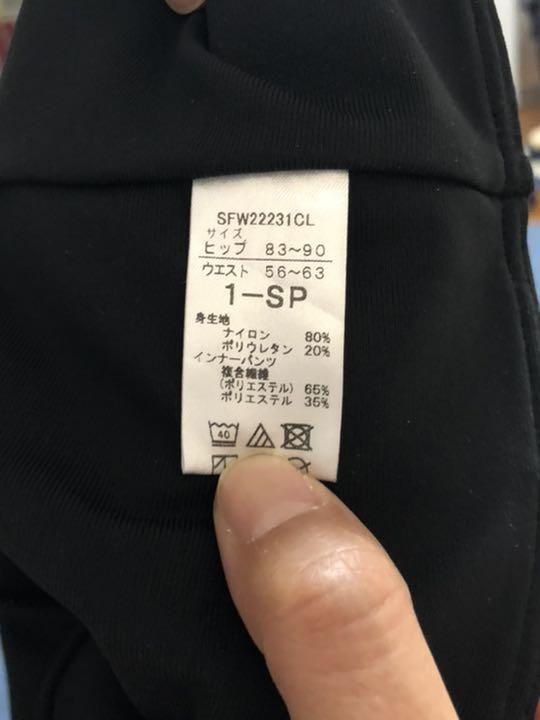 SFW22231CL
サイズ
ヒップ 83〜90
ウエスト 56〜63
1-SP
身生地
ナイロン 80%
ポリウレタン 20%
インナーパンツ
複合繊維
(ポリエステル) 65%
ポリエステル 35%
40